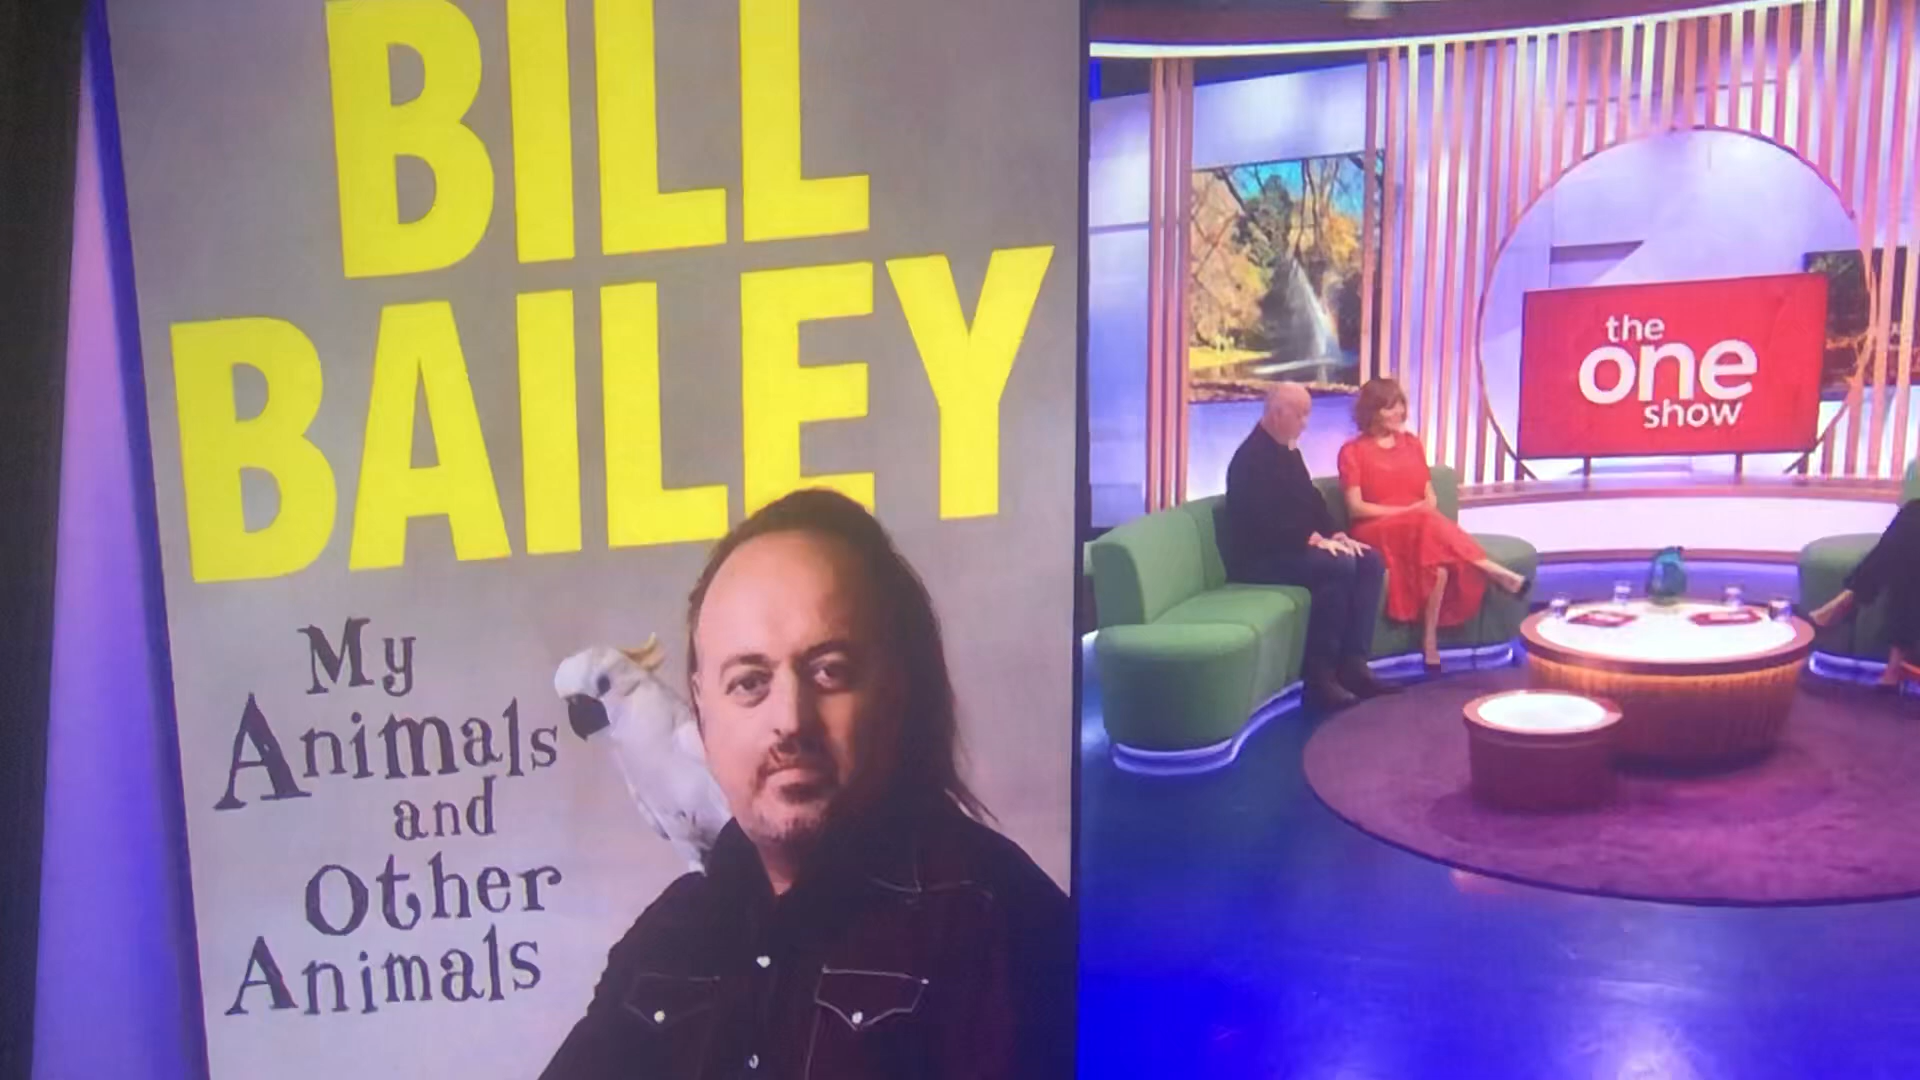 BILL
BAILEY
My
Animals
and
Other
Animals
the
one
show